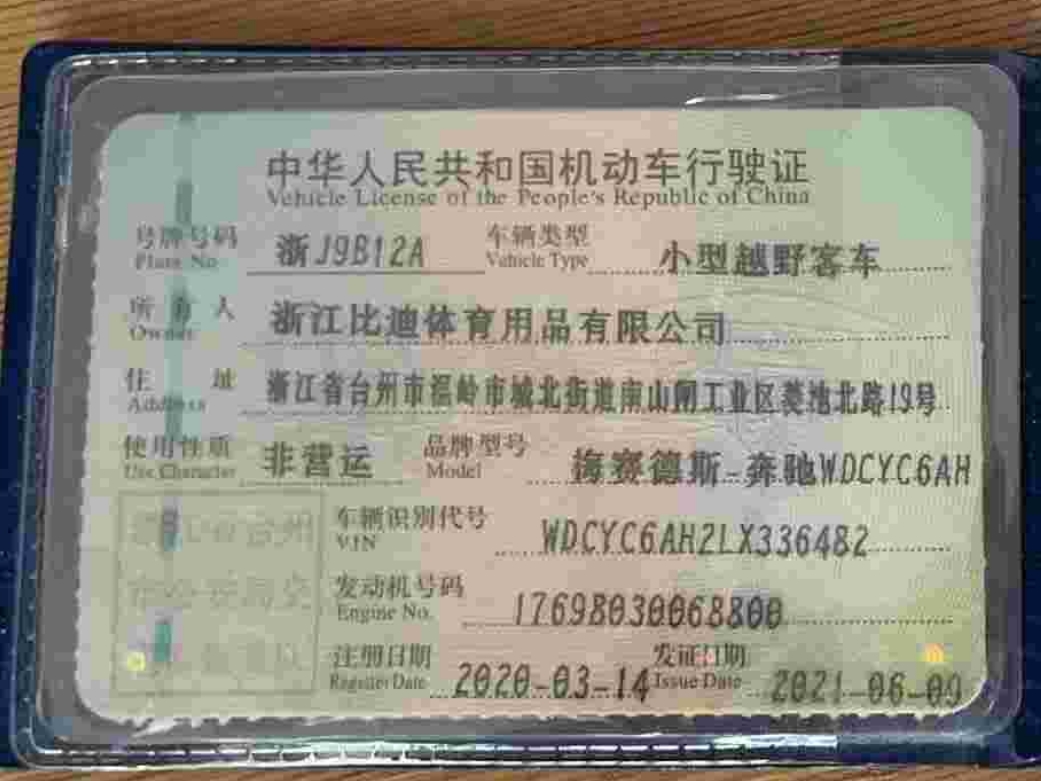 中华人民共和国机动车行驶证
Vehicle License of the People's Republic of China
号牌号码 浙J9B12A 车辆类型 小型越野客车
Plate No. Vehicle Type
所有人 浙江比迪体育用品有限公司
Owner
住址 浙江省台州市温岭市城北街道南山闸工业区菱池北路19号
Address
使用性质 非营运 品牌型号 梅赛德斯-奔驰WDCYC6AH
Use Character Model
车辆识别代号 WDCYC6AH2LX336482
VIN
发动机号码 17698030068800
Engine No.
注册日期 2020-03-14 发证日期 2021-06-09
Register Date Issue Date